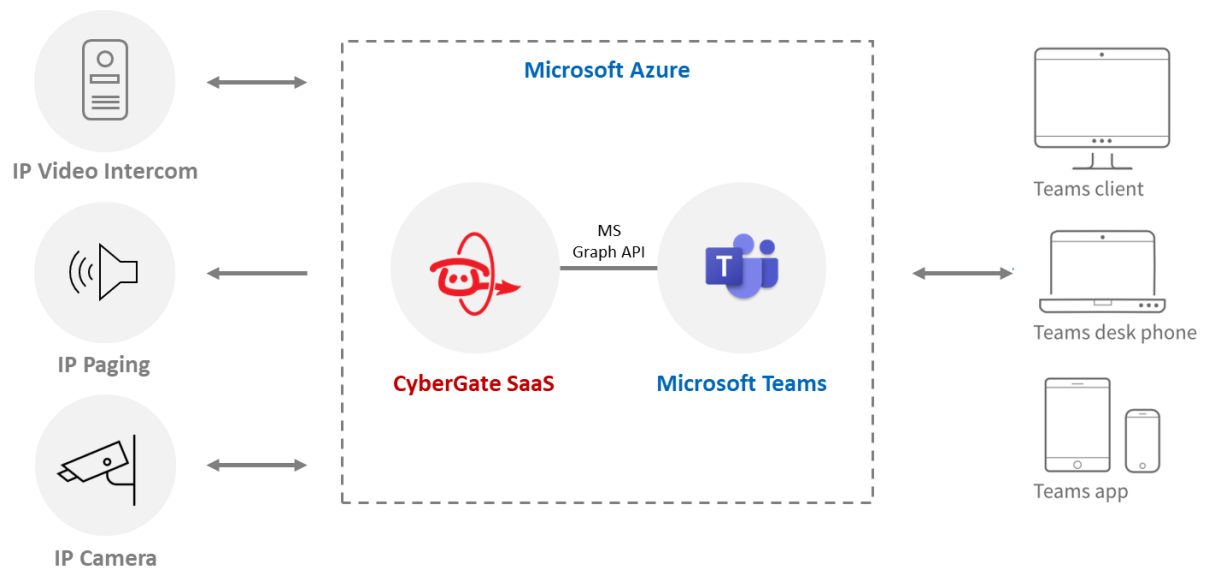 Microsoft Azure
IP Video Intercom
IP Paging
IP Camera
MS
Graph API
T
CyberGate SaaS
Microsoft Teams
Teams client
Teams desk phone
Teams app